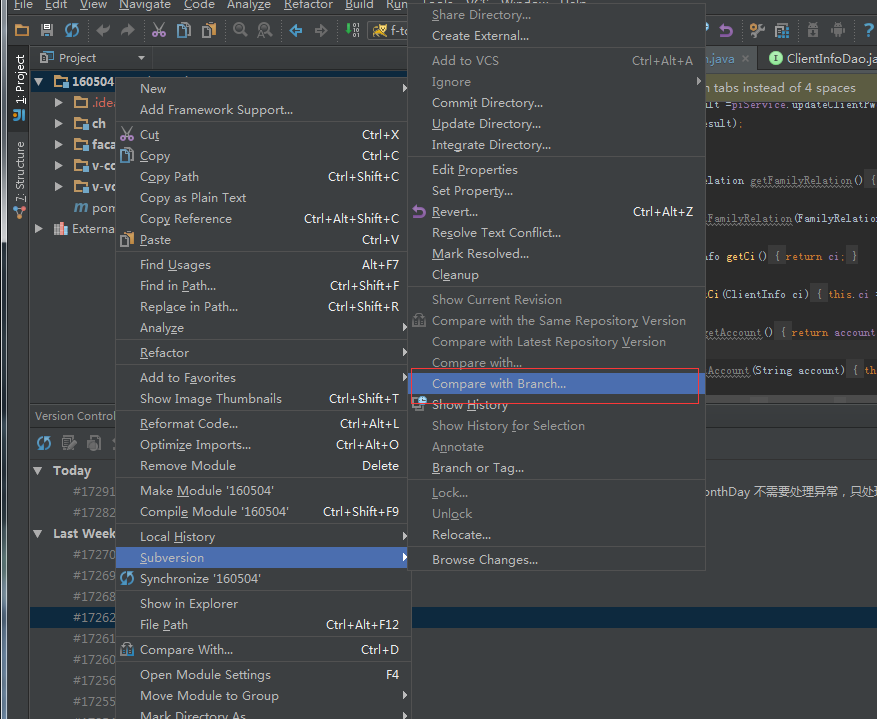 File Edit View Navigate Code Analyze Refactor Build Run
Project
1: Project
7: Structure
160504
.idea
ch
faca
v-co
v-vo
pom
Externa
Version Control
Today
#17291
#17282
Last Week
#17270
#17269
#17268
#17262
#17261
#17260
#17256
#17255
New
Add Framework Support...
Cut Ctrl+X
Copy Ctrl+C
Copy Path Ctrl+Shift+C
Copy as Plain Text
Copy Reference Ctrl+Alt+Shift+C
Paste Ctrl+V
Find Usages Alt+F7
Find in Path... Ctrl+Shift+F
Replace in Path... Ctrl+Shift+R
Analyze
Refactor
Add to Favorites
Show Image Thumbnails Ctrl+Shift+T
Reformat Code... Ctrl+Alt+L
Optimize Imports... Ctrl+Alt+O
Remove Module Delete
Make Module '160504'
Compile Module '160504' Ctrl+Shift+F9
Local History
Subversion
Synchronize '160504'
Show in Explorer
File Path Ctrl+Alt+F12
Compare With... Ctrl+D
Open Module Settings F4
Move Module to Group
Mark Directory As
Share Directory...
Create External...
Add to VCS Ctrl+Alt+A
Ignore
Commit Directory...
Update Directory...
Integrate Directory...
Edit Properties
Set Property...
Revert... Ctrl+Alt+Z
Resolve Text Conflict...
Mark Resolved...
Cleanup
Show Current Revision
Compare with the Same Repository Version
Compare with Latest Repository Version
Compare with...
Compare with Branch...
Show History
Show History for Selection
Annotate
Branch or Tag...
Lock...
Unlock
Relocate...
Browse Changes...
n.java ClientInfoDao.ja
n tabs instead of 4 spaces
ult =piService.updateClientPw
esult);
elation getFamilyRelation() {
FamilyRelation(FamilyRelation
nfo getCi() { return ci; }
Ci(ClientInfo ci) { this.ci =
getAccount() { return account
Account(String account) { th
onthDay 不需要处理异常，只处